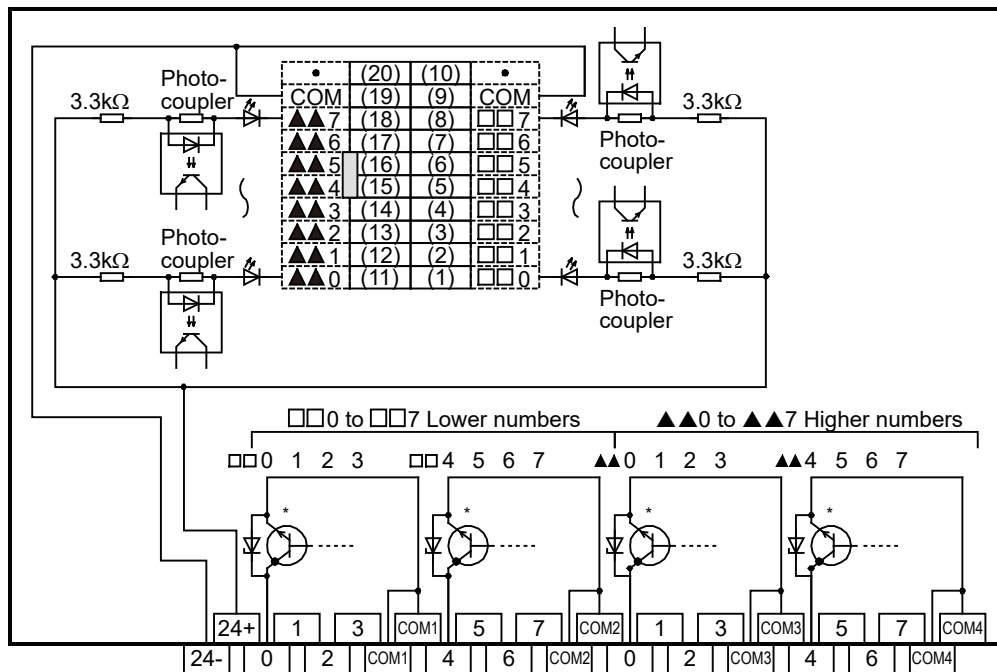 Photo-
coupler
3.3kΩ
• (20) (10) •
COM (19) (9) COM
▲▲7 (18) (8) □□7
▲▲6 (17) (7) □□6
▲▲5 (16) (6) □□5
▲▲4 (15) (5) □□4
▲▲3 (14) (4) □□3
▲▲2 (13) (3) □□2
▲▲1 (12) (2) □□1
▲▲0 (11) (1) □□0
3.3kΩ
Photo-
coupler
Photo-
coupler
3.3kΩ
3.3kΩ
Photo-
coupler
□□0 to □□7 Lower numbers
▲▲0 to ▲▲7 Higher numbers
□□0 1 2 3 □□4 5 6 7 ▲▲0 1 2 3 ▲▲4 5 6 7
* * * *
24+ 1 3 COM1 5 7 COM2 1 3 COM3 5 7 COM4
24- 0 2 COM1 4 6 COM2 0 2 COM3 4 6 COM4